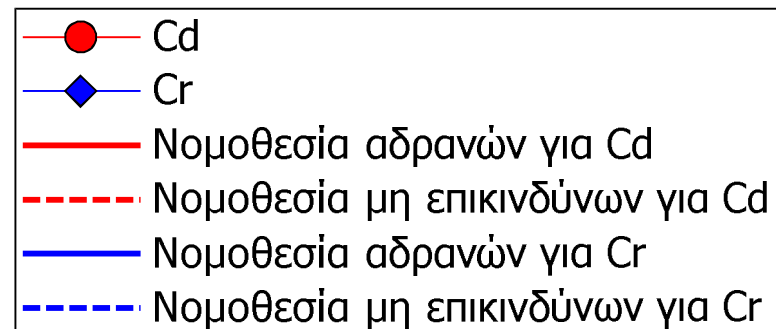 Cd
Cr
Νομοθεσία αδρανών για Cd
Νομοθεσία μη επικινδύνων για Cd
Νομοθεσία αδρανών για Cr
Νομοθεσία μη επικινδύνων για Cr